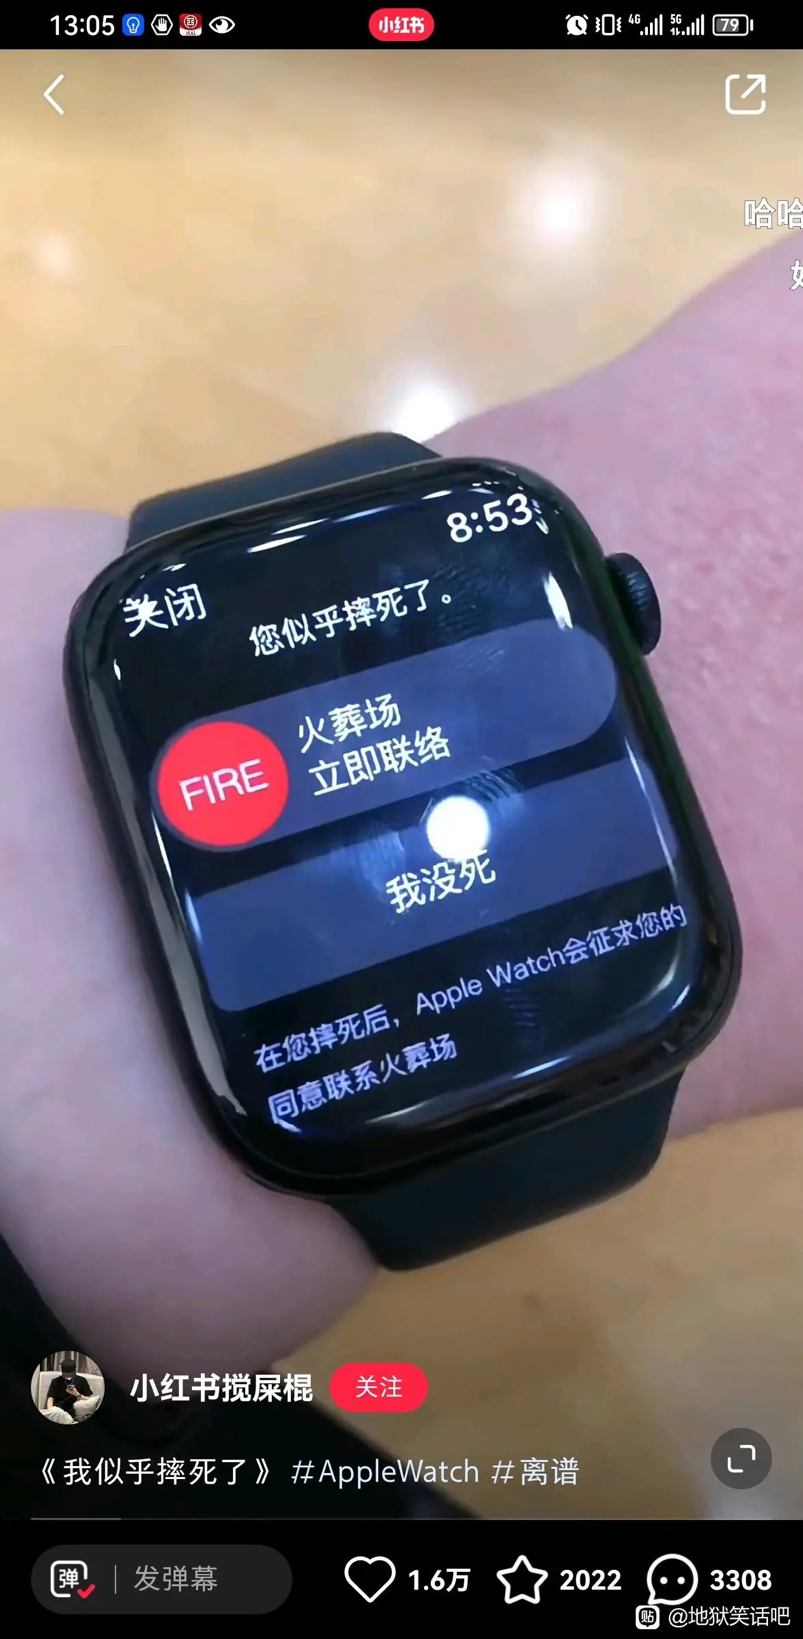 13:05
小红书
4G
5G
79
哈哈
8:53
关闭
您似乎摔死了。
FIRE
火葬场
立即联络
我没死
在您摔死后，Apple Watch会征求您的
同意联系火葬场
小红书搅屎棍
关注
《我似乎摔死了》 #AppleWatch #离谱
弹
发弹幕
1.6万
2022
3308
贴 @地狱笑话吧